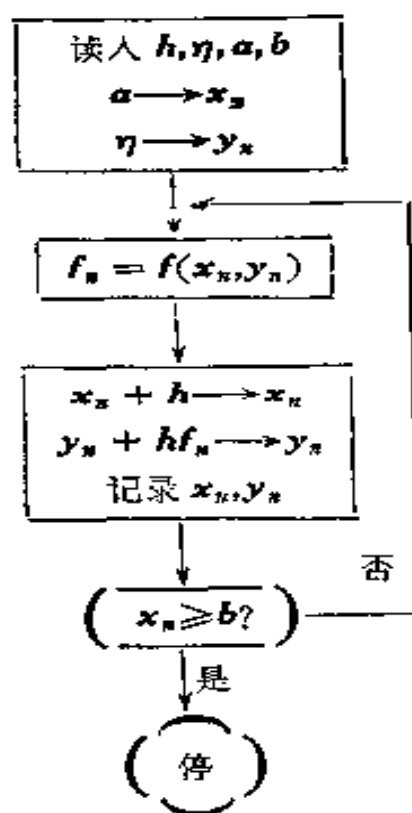 读人 h,η,a,b
a→xₙ
η→yₙ
fₙ = f(xₙ,yₙ)
xₙ + h→xₙ
yₙ + hfₙ→yₙ
记录 xₙ,yₙ
否
xₙ≥b?
是
停